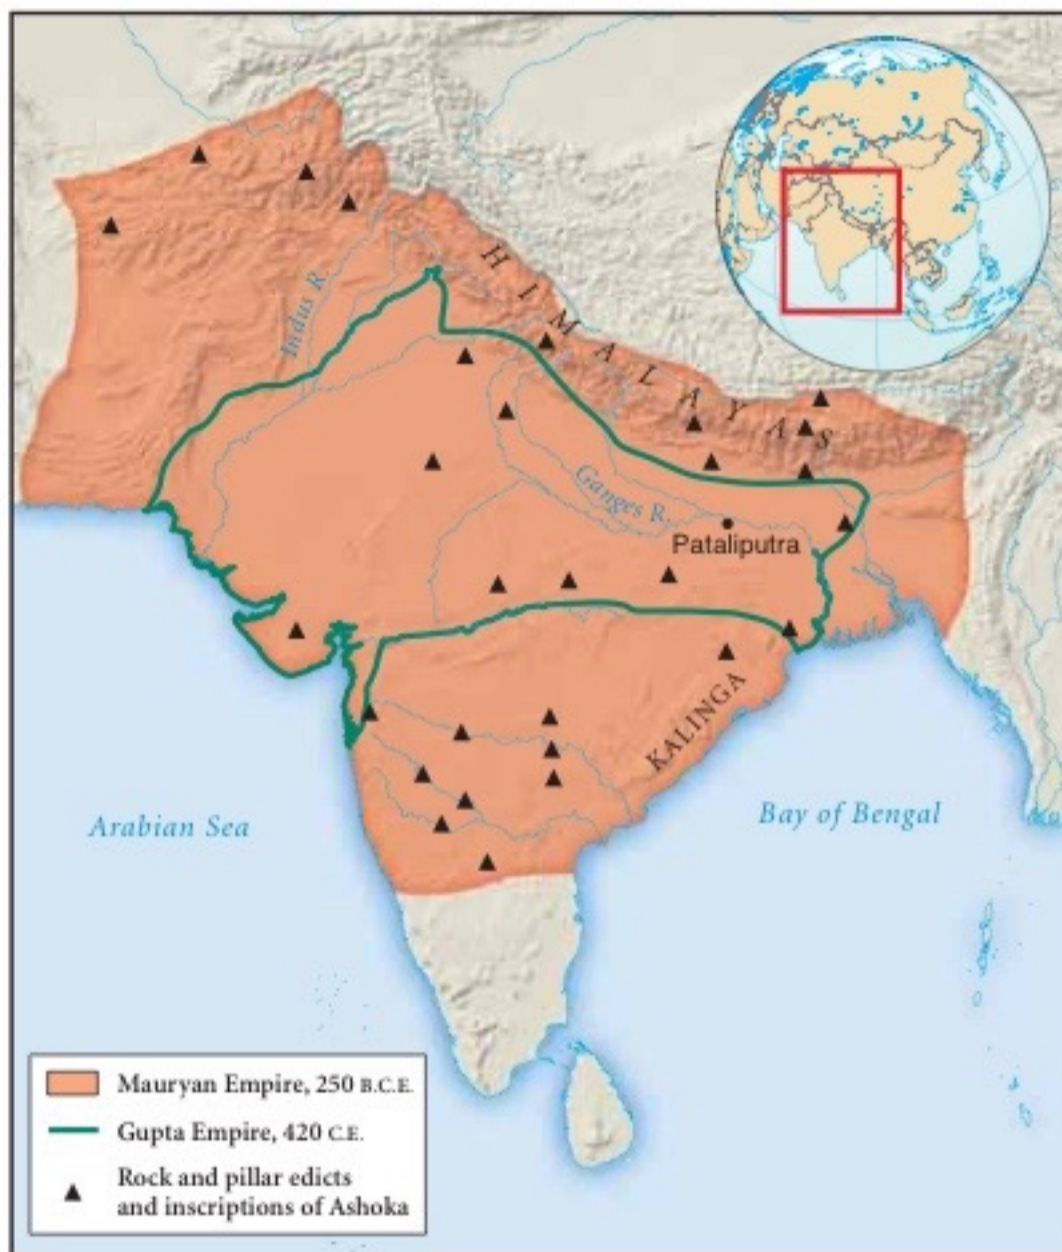 HIMALAYAS
Indus R.
Ganges R.
Pataliputra
KALINGA
Arabian Sea
Bay of Bengal
Mauryan Empire, 250 B.C.E.
Gupta Empire, 420 C.E.
Rock and pillar edicts
and inscriptions of Ashoka